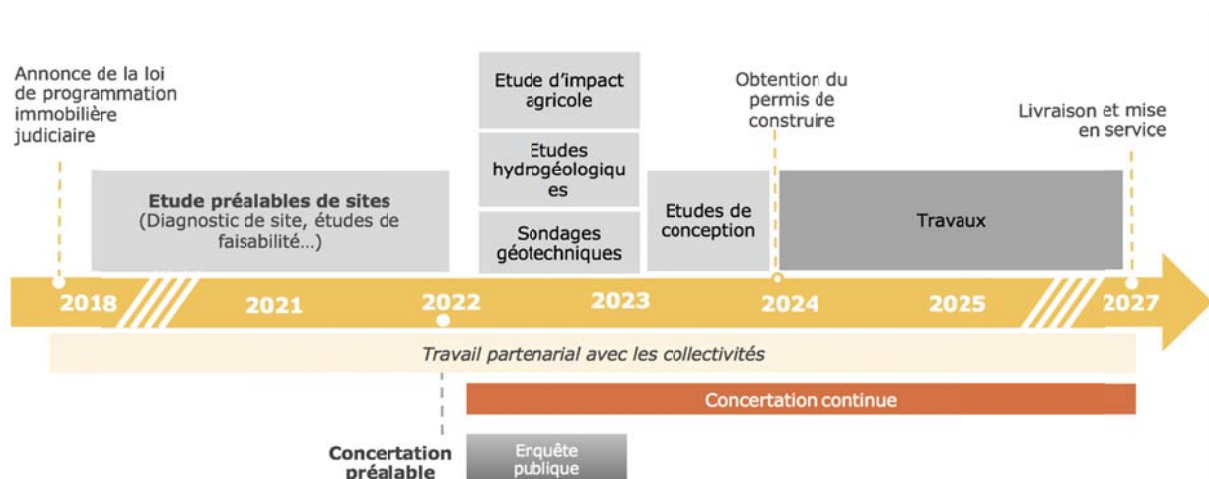 Annonce de la loi
de programmation
immobilière
judiciaire
Etude préalables de sites
(Diagnostic de site, études de
faisabilité...)
Etude d'impact
agricole
Etudes
hydrogéologiqu
es
Sondages
géotechniques
Etudes de
conception
Obtention du
permis de
construire
Travaux
Livraison et mise
en service
2018
2021
2022
2023
2024
2025
2027
Travail partenarial avec les collectivités
Concertation continue
Concertation
préalable
Enquête
publique